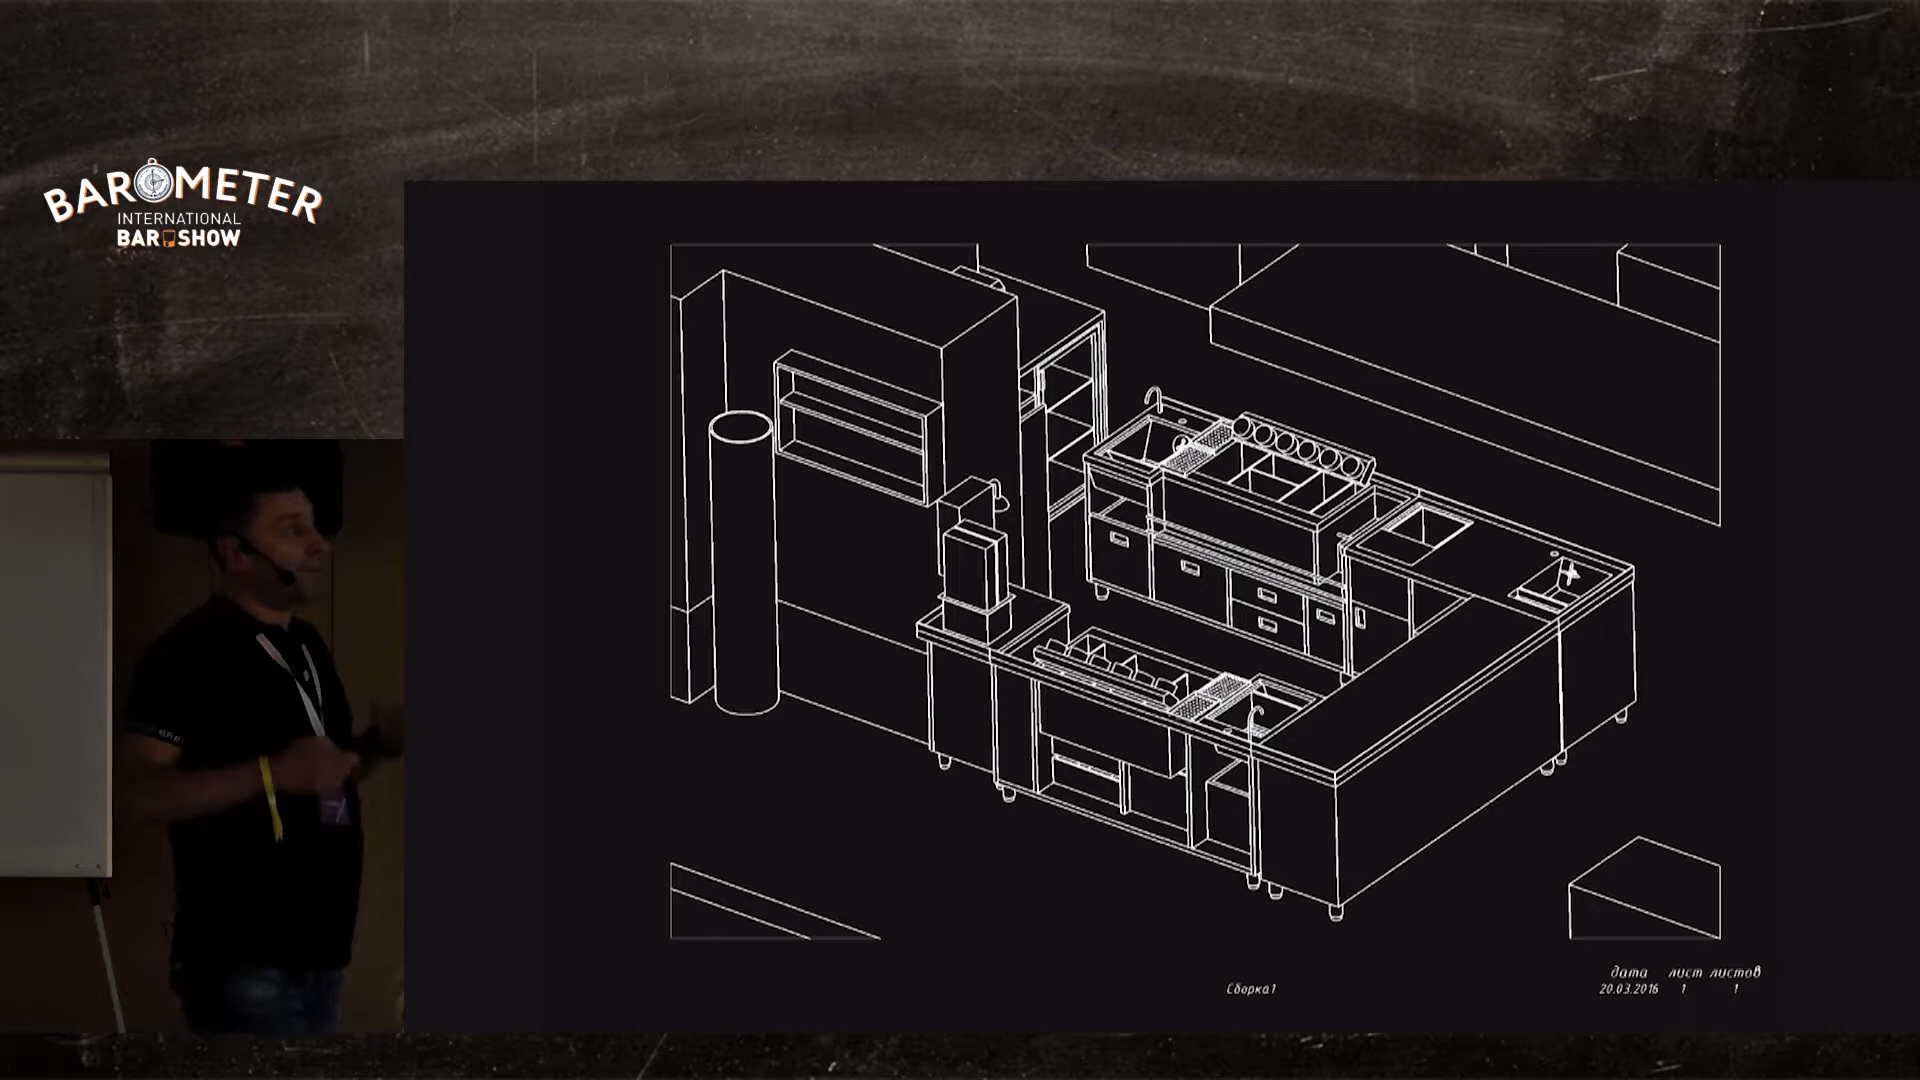 BAROMETER
INTERNATIONAL
BAR SHOW
дата лист листов
20.03.2016 1 1
Сборка1